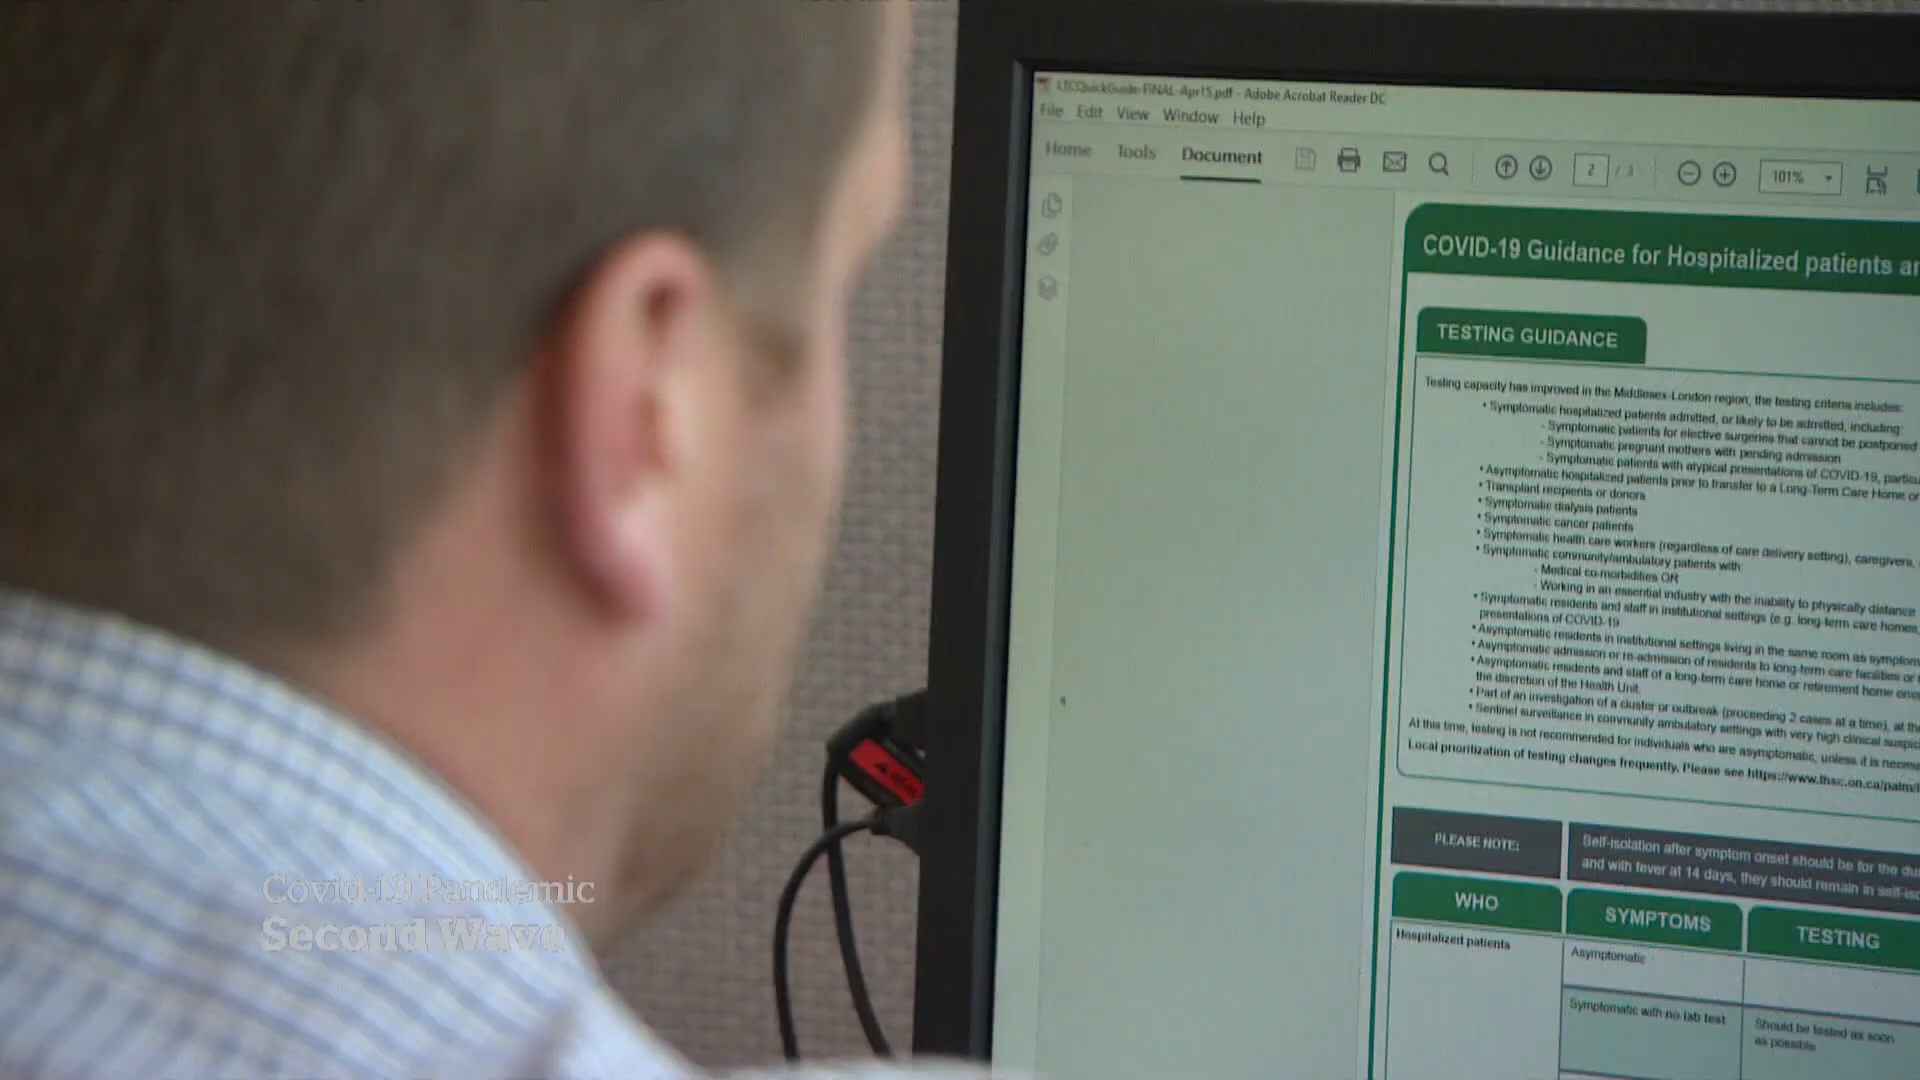 LTCQuickGuide-FINAL-Apr15.pdf - Adobe Acrobat Reader DC
File Edit View Window Help
Home Tools Document 2 / 3 101%
COVID-19 Guidance for Hospitalized patients
TESTING GUIDANCE
Testing capacity has improved in the Middlesex-London region, the testing criteria includes:
• Symptomatic hospitalized patients admitted, or likely to be admitted, including:
- Symptomatic patients for elective surgeries that cannot be postponed
- Symptomatic pregnant mothers with pending admission
- Symptomatic patients with atypical presentations of COVID-19,
• Asymptomatic hospitalized patients prior to transfer to a Long-Term Care Home or
• Transplant recipients or donors
• Symptomatic dialysis patients
• Symptomatic cancer patients
• Symptomatic health care workers (regardless of care delivery setting), caregivers,
• Symptomatic community/ambulatory patients with:
- Medical co-morbidities OR
- Working in an essential industry with the inability to physically distance
• Symptomatic residents and staff in institutional settings (e.g. long-term care homes,
presentations of COVID-19
• Asymptomatic residents in institutional settings living in the same room as
• Asymptomatic admission or re-admission of residents to long-term care facilities or
• Asymptomatic residents and staff of a long-term care home or retirement home
the discretion of the Health Unit.
• Part of an investigation of a cluster or outbreak (proceeding 2 cases at a time), at
• Sentinel surveillance in community ambulatory settings with very high clinical
At this time, testing is not recommended for individuals who are asymptomatic, unless it is
Local prioritization of testing changes frequently. Please see https://www.lhsc.on.ca/palm/
PLEASE NOTE:
Self-isolation after symptom onset should be for the
and with fever at 14 days, they should remain in
WHO SYMPTOMS TESTING
Hospitalized patients
Asymptomatic
Symptomatic with no lab test
Should be tested as soon
as possible
Covid-19 Pandemic
Second Wave